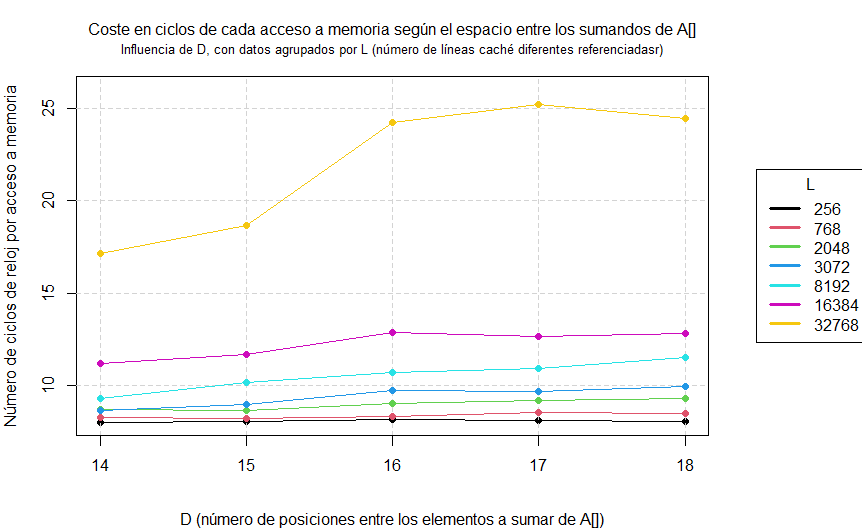 Coste en ciclos de cada acceso a memoria según el espacio entre los sumandos de A[]
Influencia de D, con datos agrupados por L (número de líneas caché diferentes referenciadasr)
Número de ciclos de reloj por acceso a memoria
25
20
15
10
14 15 16 17 18
D (número de posiciones entre los elementos a sumar de A[])
L
256
768
2048
3072
8192
16384
32768